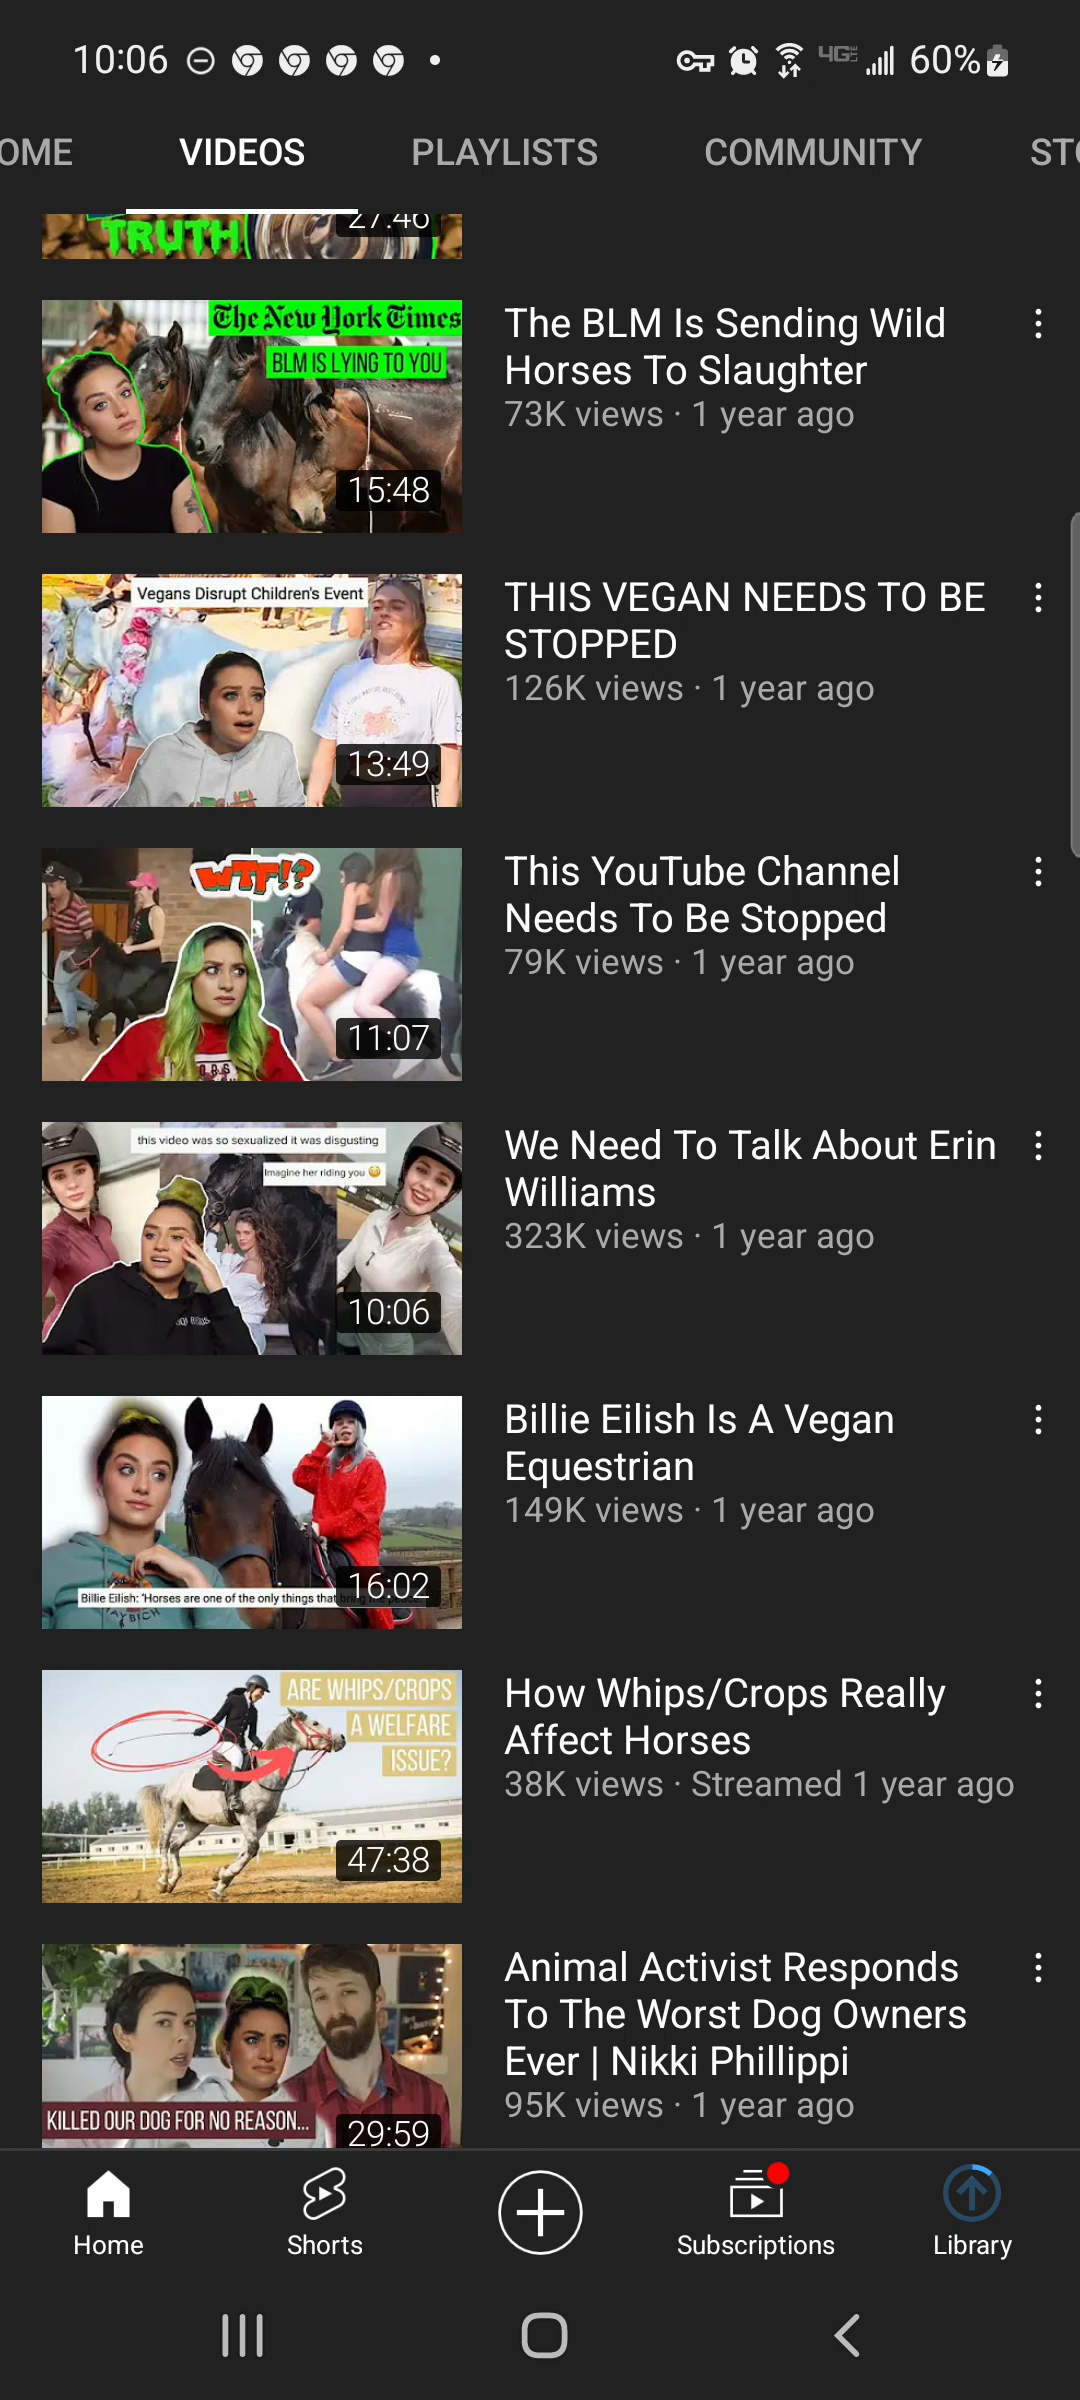 10:06
4G
60%
OME VIDEOS PLAYLISTS COMMUNITY STO
TRUTH
27:46
The New York Times
BLM IS LYING TO YOU
15:48
The BLM Is Sending Wild
Horses To Slaughter
73K views · 1 year ago
Vegans Disrupt Children's Event
13:49
THIS VEGAN NEEDS TO BE
STOPPED
126K views · 1 year ago
WTF!?
11:07
This YouTube Channel
Needs To Be Stopped
79K views · 1 year ago
this video was so sexualized it was disgusting
Imagine her riding you 😳
10:06
We Need To Talk About Erin
Williams
323K views · 1 year ago
16:02
Billie Eilish: "Horses are one of the only things that
Billie Eilish Is A Vegan
Equestrian
149K views · 1 year ago
ARE WHIPS/CROPS
A WELFARE
ISSUE?
47:38
How Whips/Crops Really
Affect Horses
38K views · Streamed 1 year ago
KILLED OUR DOG FOR NO REASON...
29:59
Animal Activist Responds
To The Worst Dog Owners
Ever | Nikki Phillippi
95K views · 1 year ago
Home Shorts Subscriptions Library